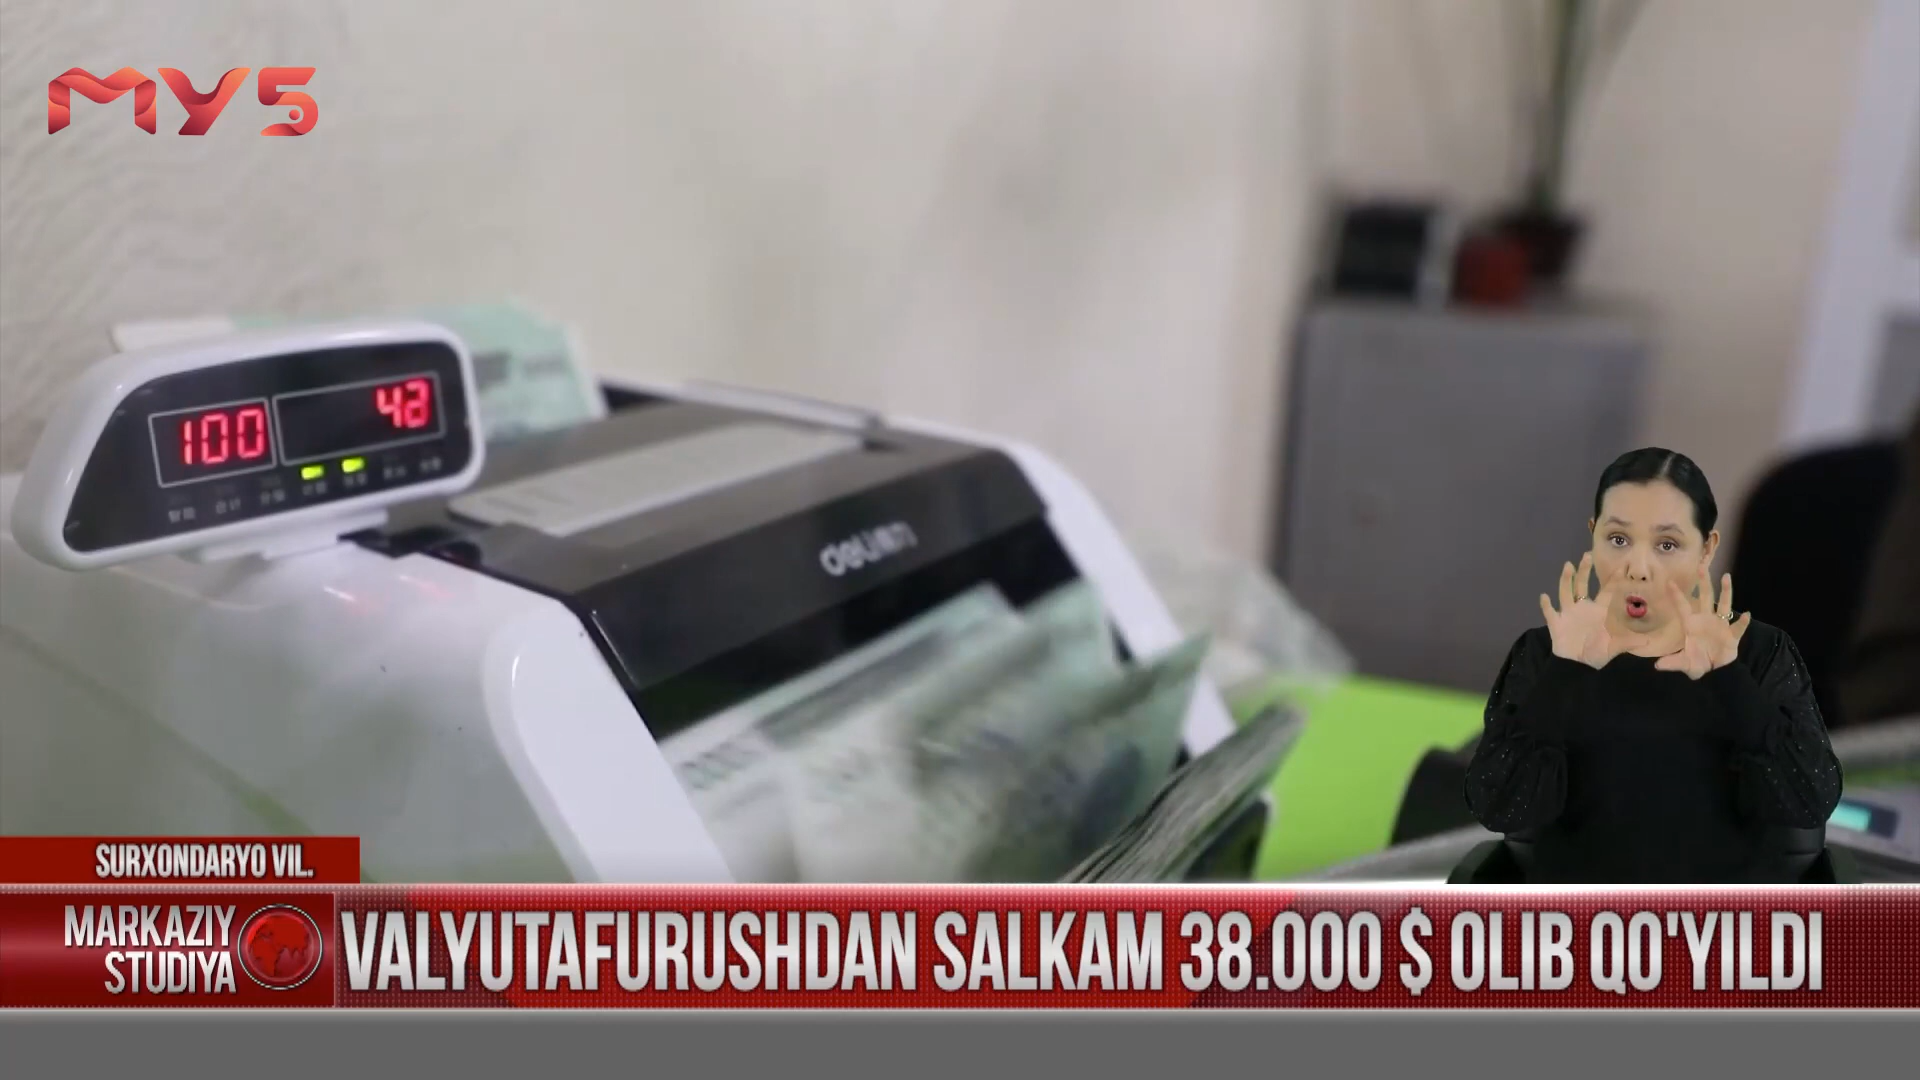 MY5
100
42
deli
SURXONDARYO VIL.
MARKAZIY
STUDIYA
VALYUTAFURUSHDAN SALKAM 38.000 $ OLIB QO'YILDI